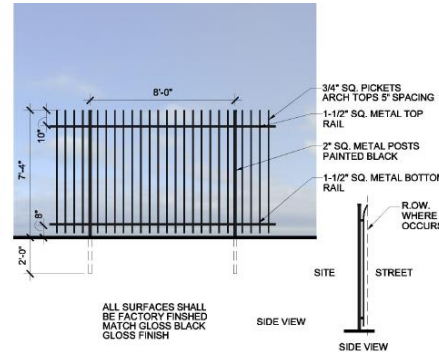 8'-0"
3/4" SQ. PICKETS
ARCH TOPS 5" SPACING
1-1/2" SQ. METAL TOP
RAIL
10"
2" SQ. METAL POSTS
PAINTED BLACK
7'-4"
1-1/2" SQ. METAL BOTTOM
RAIL
8"
R.OW.
WHERE
OCCURS
2'-0"
SITE
STREET
ALL SURFACES SHALL
BE FACTORY FINSHED
MATCH GLOSS BLACK
GLOSS FINISH
SIDE VIEW
SIDE VIEW